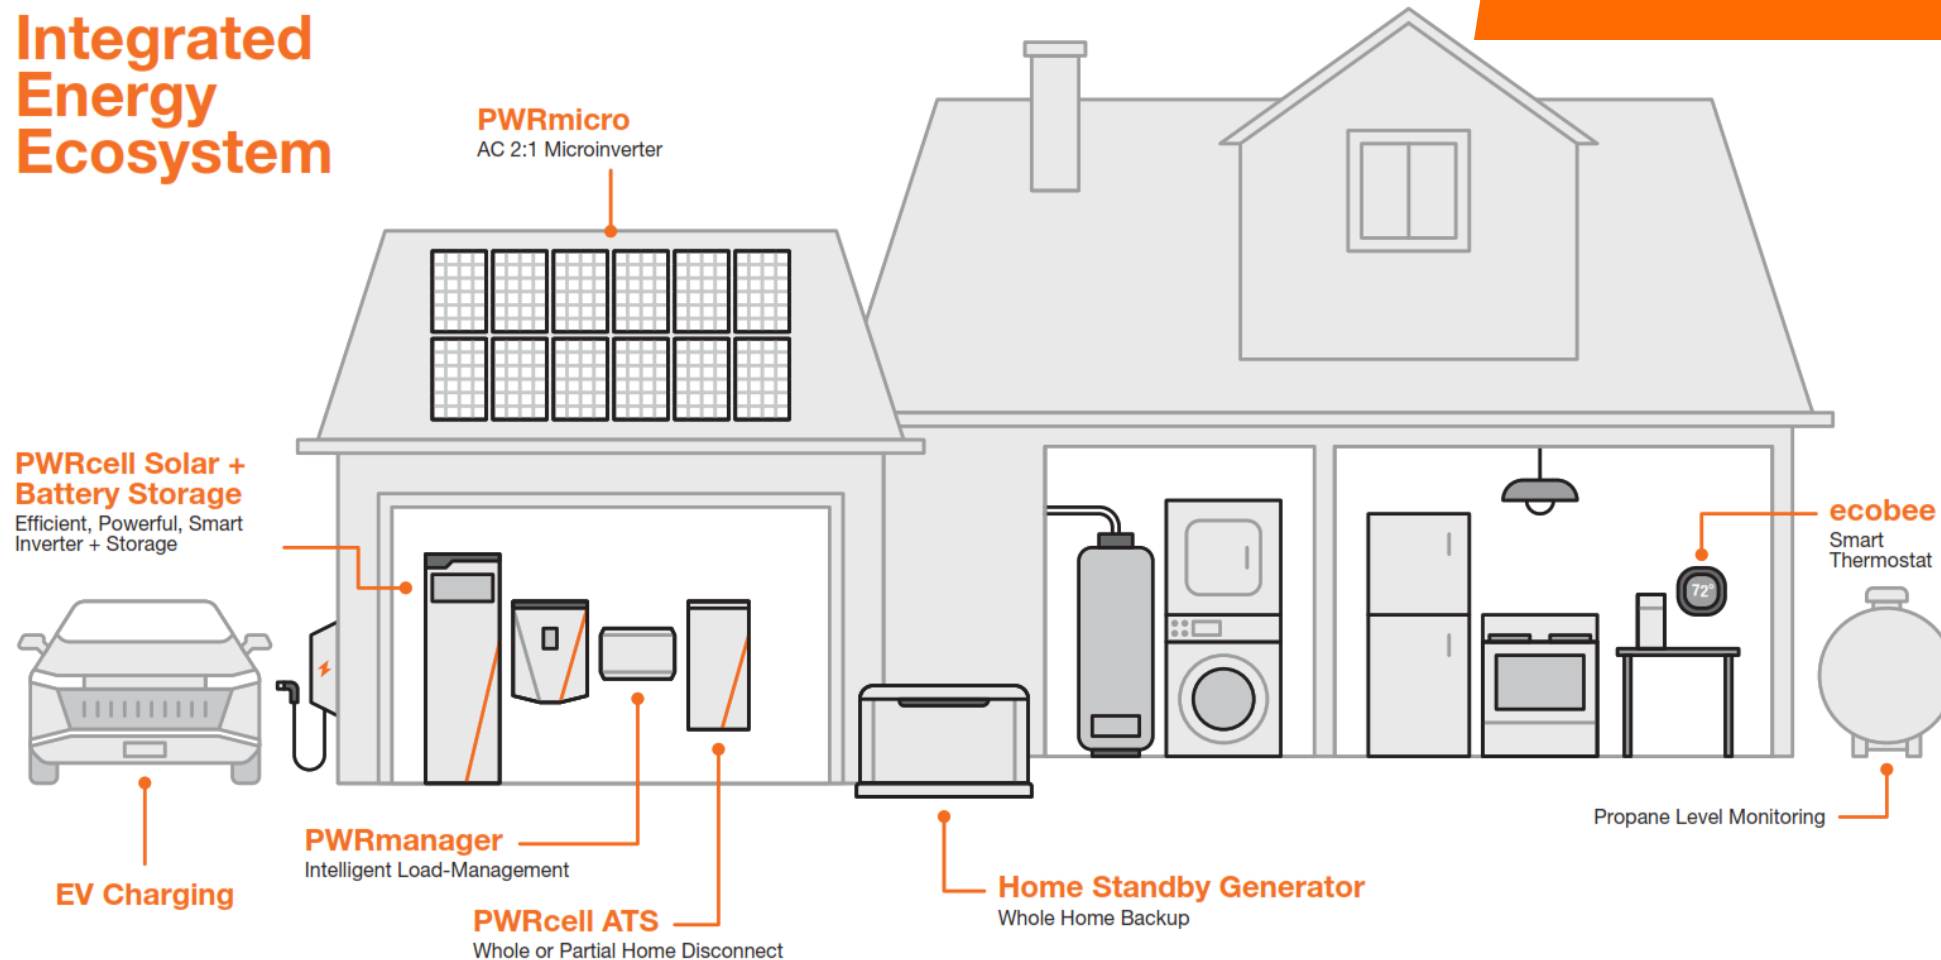 Integrated
Energy
Ecosystem
PWRmicro
AC 2:1 Microinverter
PWRcell Solar +
Battery Storage
Efficient, Powerful, Smart
Inverter + Storage
ecobee
Smart
Thermostat
72°
EV Charging
PWRmanager
Intelligent Load-Management
PWRcell ATS
Whole or Partial Home Disconnect
Home Standby Generator
Whole Home Backup
Propane Level Monitoring